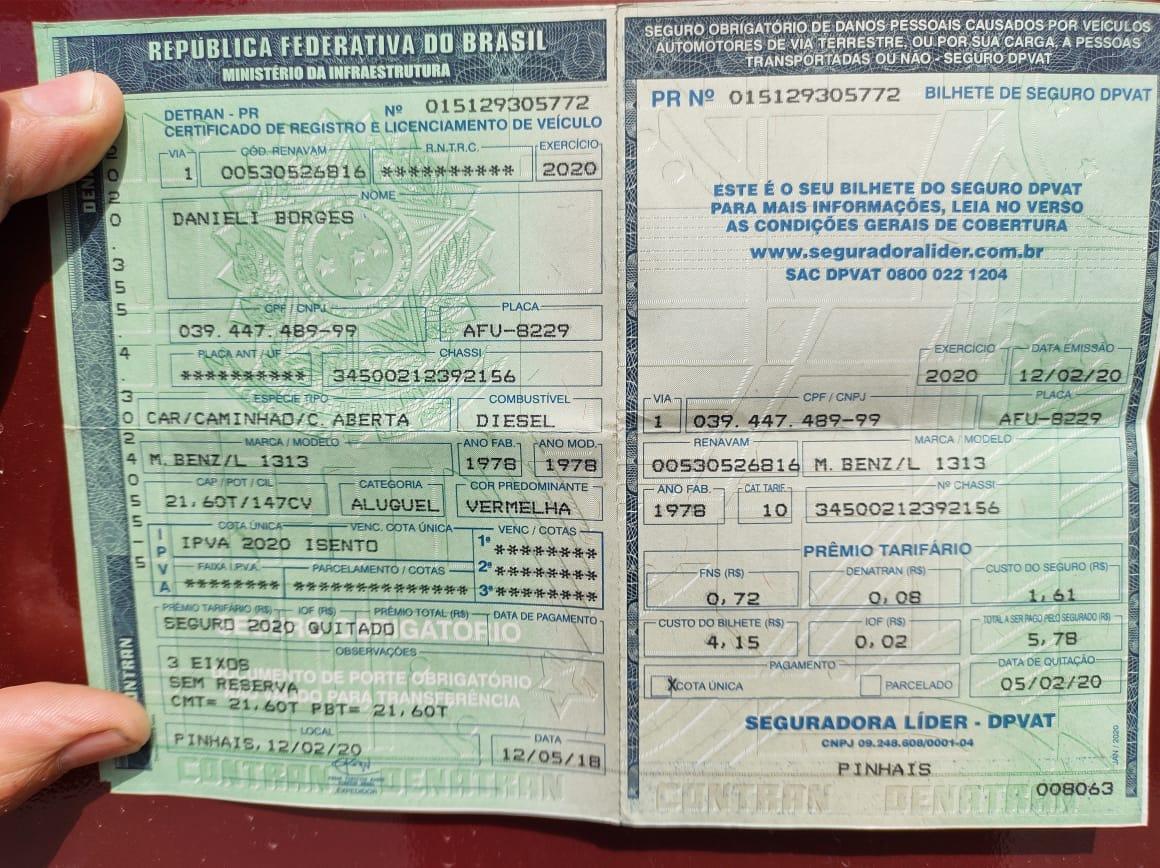 REPÚBLICA FEDERATIVA DO BRASIL
MINISTÉRIO DA INFRAESTRUTURA
DETRAN - PR Nº 015129305772
CERTIFICADO DE REGISTRO E LICENCIAMENTO DE VEÍCULO
VIA CÓD. RENAVAM R.N.T.R.C. EXERCÍCIO
1 00530526816 ********** 2020
NOME
DANIELI BORGES
CPF / CNPJ PLACA
039.447.489-99 AFU-8229
PLACA ANT / UF CHASSI
********** 34500212392156
ESPÉCIE TIPO COMBUSTÍVEL
CAR/CAMINHAO/C. ABERTA DIESEL
MARCA / MODELO ANO FAB. ANO MOD.
M. BENZ/L 1313 1978 1978
CAP / POT / CIL CATEGORIA COR PREDOMINANTE
21,60T/147CV ALUGUEL VERMELHA
IPVA
COTA ÚNICA VENC. COTA ÚNICA VENC / COTAS
IPVA 2020 ISENTO 1ª ********
2ª ********
FAIXA I.P.V.A. PARCELAMENTO / COTAS
******** ************** 3ª ********
PRÊMIO TARIFÁRIO (R$) IOF (R$) PRÊMIO TOTAL (R$) DATA DE PAGAMENTO
SEGURO 2020 QUITADO
SEGURO OBRIGATÓRIO
OBSERVAÇÕES
3 EIXOS
SEM RESERVA
CMT= 21,60T PBT= 21,60T
DOCUMENTO DE PORTE OBRIGATÓRIO
VÁLIDO PARA TRANSFERÊNCIA
LOCAL DATA
PINHAIS, 12/02/20 12/05/18
EXPEDIDOR
CONTRAN DENATRAN
SEGURO OBRIGATÓRIO DE DANOS PESSOAIS CAUSADOS POR VEÍCULOS
AUTOMOTORES DE VIA TERRESTRE, OU POR SUA CARGA, A PESSOAS
TRANSPORTADAS OU NÃO - SEGURO DPVAT
PR Nº 015129305772 BILHETE DE SEGURO DPVAT
ESTE É O SEU BILHETE DO SEGURO DPVAT
PARA MAIS INFORMAÇÕES, LEIA NO VERSO
AS CONDIÇÕES GERAIS DE COBERTURA
www.seguradoralider.com.br
SAC DPVAT 0800 022 1204
EXERCÍCIO DATA EMISSÃO
2020 12/02/20
VIA CPF / CNPJ PLACA
1 039.447.489-99 AFU-8229
RENAVAM MARCA / MODELO
00530526816 M. BENZ/L 1313
ANO FAB. CAT. TARIF. Nº CHASSI
1978 10 34500212392156
PRÊMIO TARIFÁRIO
FNS (R$) DENATRAN (R$) CUSTO DO SEGURO (R$)
0,72 0,08 1,61
CUSTO DO BILHETE (R$) IOF (R$) TOTAL A SER PAGO PELO SEGURADO (R$)
4,15 0,02 5,78
PAGAMENTO DATA DE QUITAÇÃO
X COTA ÚNICA PARCELADO 05/02/20
SEGURADORA LÍDER - DPVAT
CNPJ 09.248.608/0001-04
PINHAIS
JAN / 2020
008063
CONTRAN DENATRAN